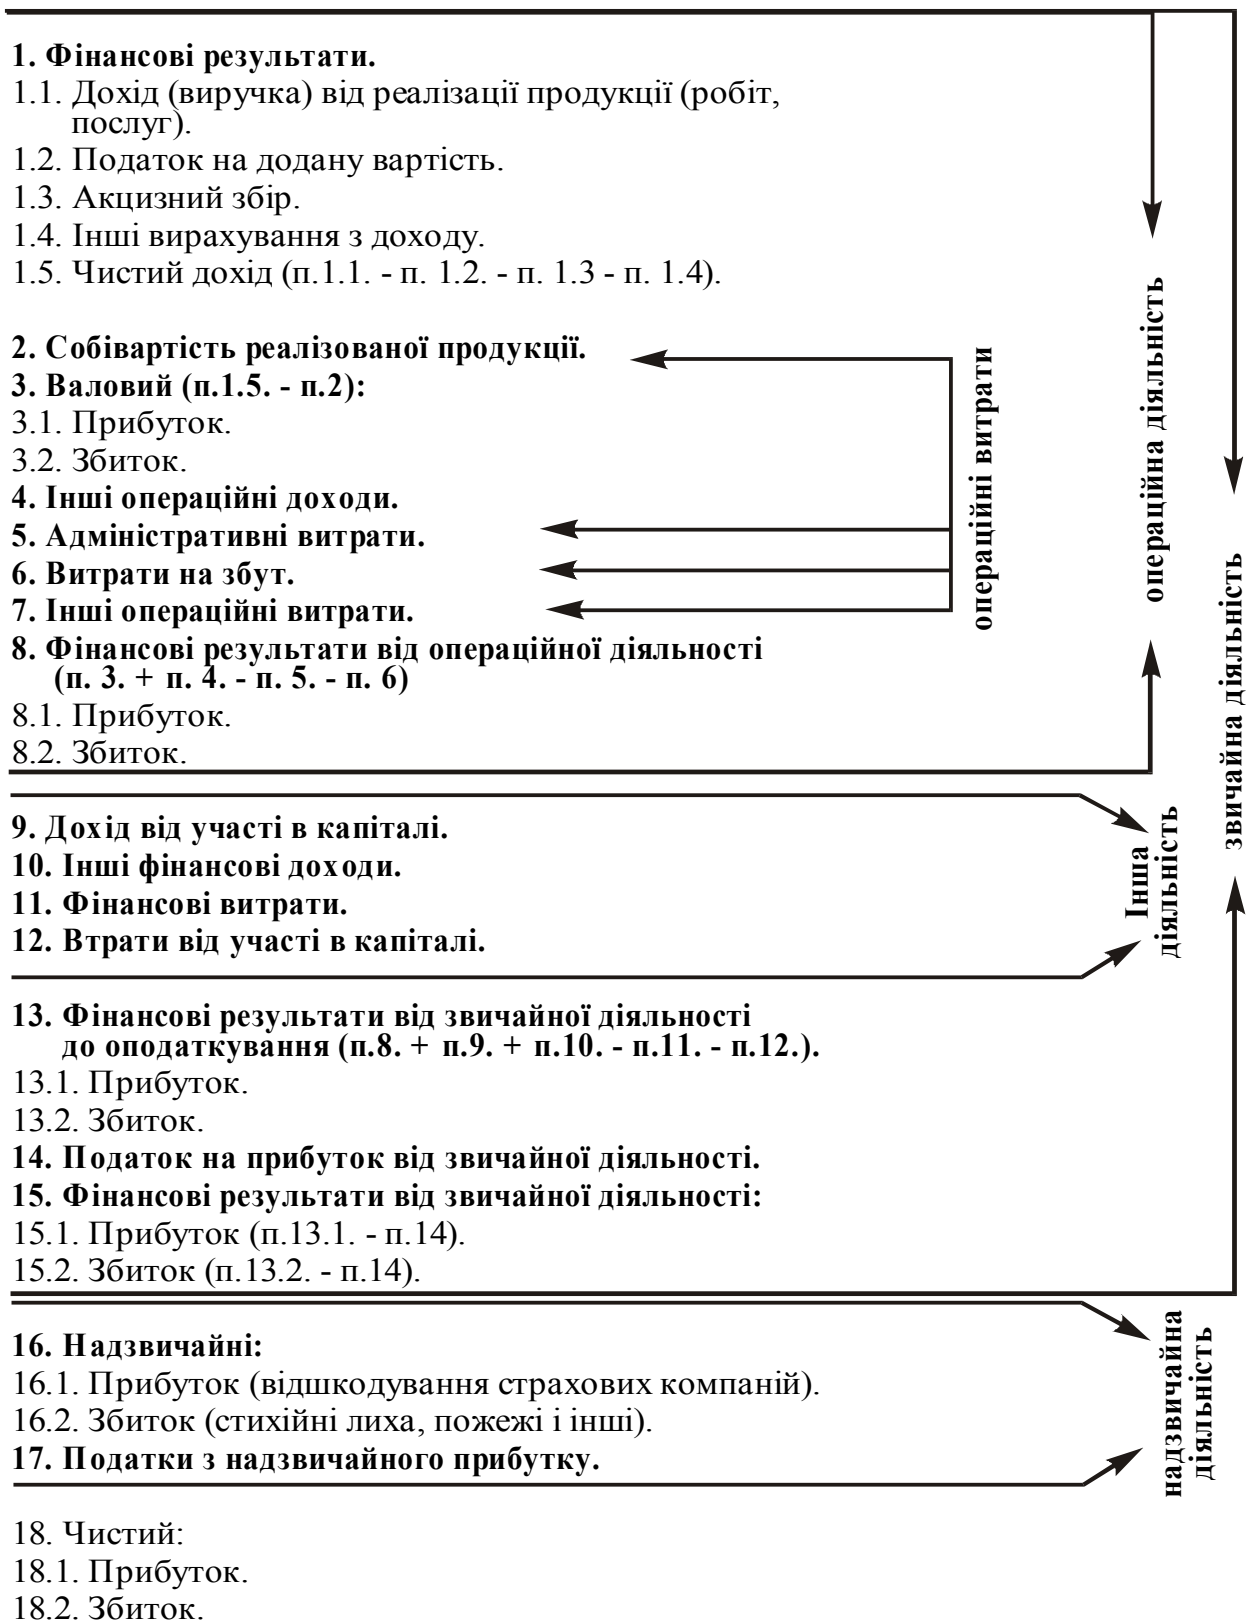 1. Фінансові результати.
1.1. Дохід (виручка) від реалізації продукції (робіт,
послуг).
1.2. Податок на додану вартість.
1.3. Акцизний збір.
1.4. Інші вирахування з доходу.
1.5. Чистий дохід (п.1.1. - п. 1.2. - п. 1.3 - п. 1.4).
2. Собівартість реалізованої продукції.
3. Валовий (п.1.5. - п.2):
3.1. Прибуток.
3.2. Збиток.
4. Інші операційні доходи.
5. Адміністративні витрати.
6. Витрати на збут.
7. Інші операційні витрати.
8. Фінансові результати від операційної діяльності
(п. 3. + п. 4. - п. 5. - п. 6)
8.1. Прибуток.
8.2. Збиток.
операційні витрати
операційна діяльність
звичайна діяльність
9. Дохід від участі в капіталі.
10. Інші фінансові доходи.
11. Фінансові витрати.
12. Втрати від участі в капіталі.
Інша
діяльність
13. Фінансові результати від звичайної діяльності
до оподаткування (п.8. + п.9. + п.10. - п.11. - п.12.).
13.1. Прибуток.
13.2. Збиток.
14. Податок на прибуток від звичайної діяльності.
15. Фінансові результати від звичайної діяльності:
15.1. Прибуток (п.13.1. - п.14).
15.2. Збиток (п.13.2. - п.14).
16. Надзвичайні:
16.1. Прибуток (відшкодування страхових компаній).
16.2. Збиток (стихійні лиха, пожежі і інші).
17. Податки з надзвичайного прибутку.
надзвичайна
діяльність
18. Чистий:
18.1. Прибуток.
18.2. Збиток.